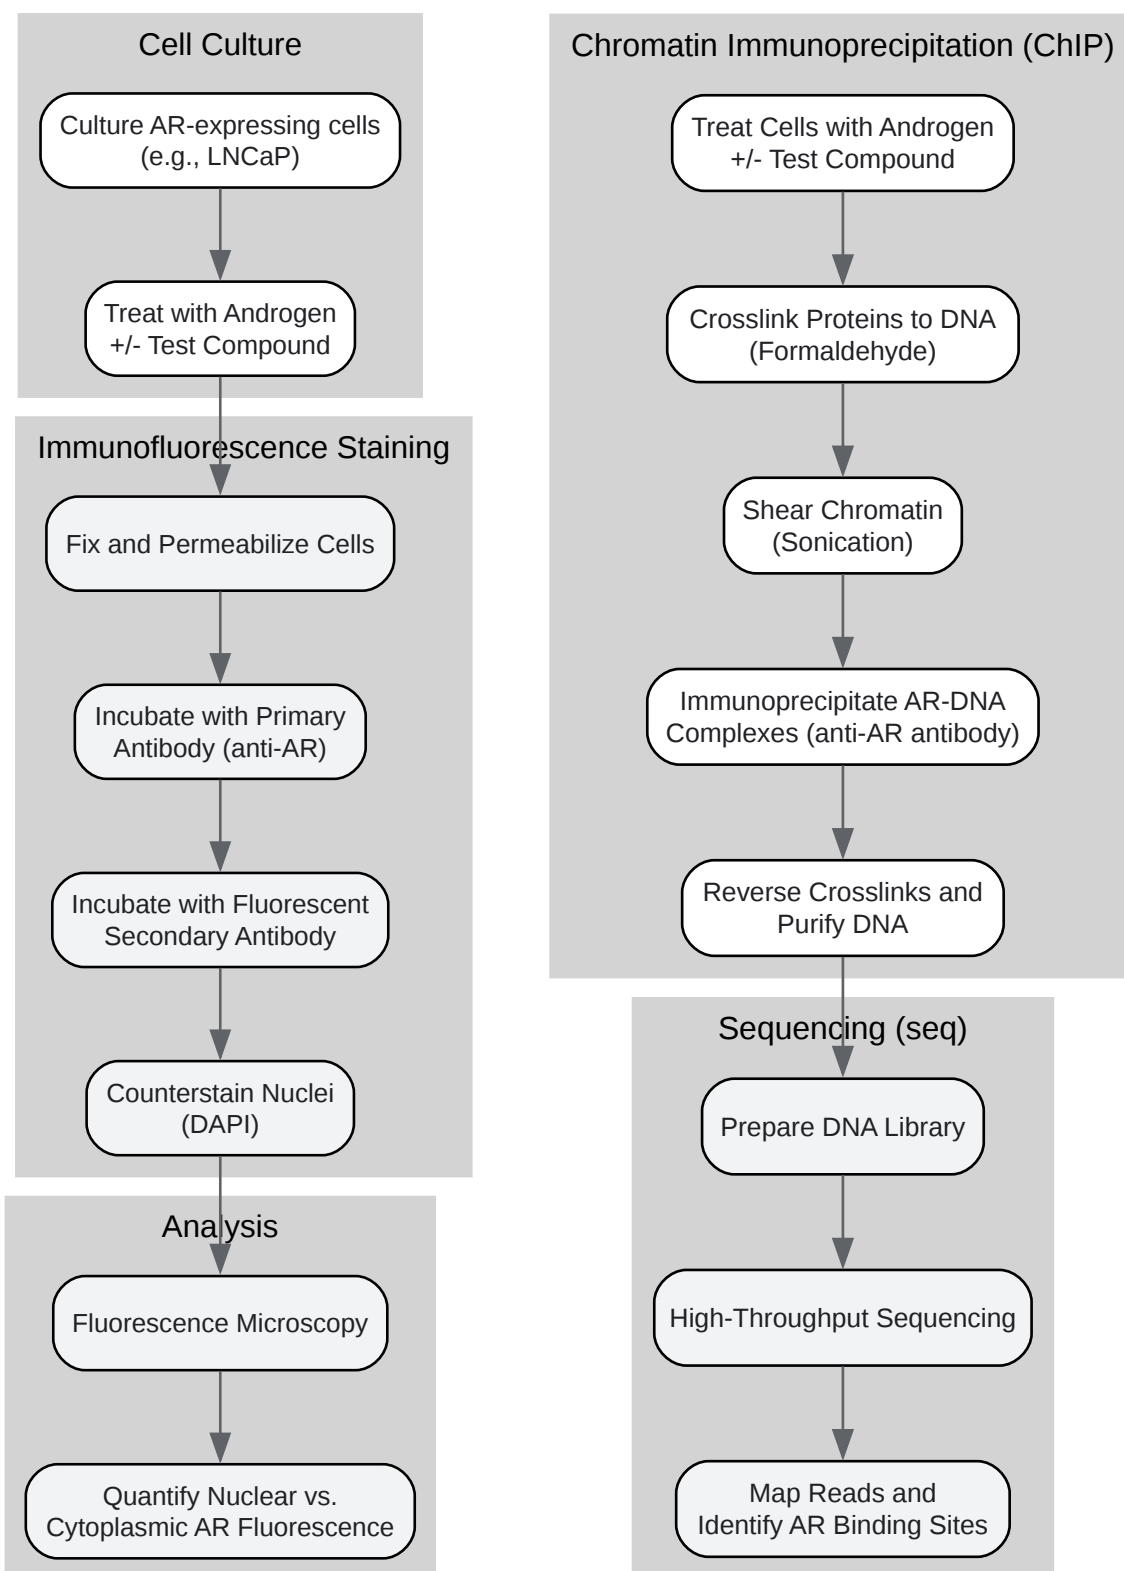 Cell Culture
Culture AR-expressing cells
(e.g., LNCaP)
Treat with Androgen
+/- Test Compound
Immunofluorescence Staining
Fix and Permeabilize Cells
Incubate with Primary
Antibody (anti-AR)
Incubate with Fluorescent
Secondary Antibody
Counterstain Nuclei
(DAPI)
Analysis
Fluorescence Microscopy
Quantify Nuclear vs.
Cytoplasmic AR Fluorescence
Chromatin Immunoprecipitation (ChIP)
Treat Cells with Androgen
+/- Test Compound
Crosslink Proteins to DNA
(Formaldehyde)
Shear Chromatin
(Sonication)
Immunoprecipitate AR-DNA
Complexes (anti-AR antibody)
Reverse Crosslinks and
Purify DNA
Sequencing (seq)
Prepare DNA Library
High-Throughput Sequencing
Map Reads and
Identify AR Binding Sites